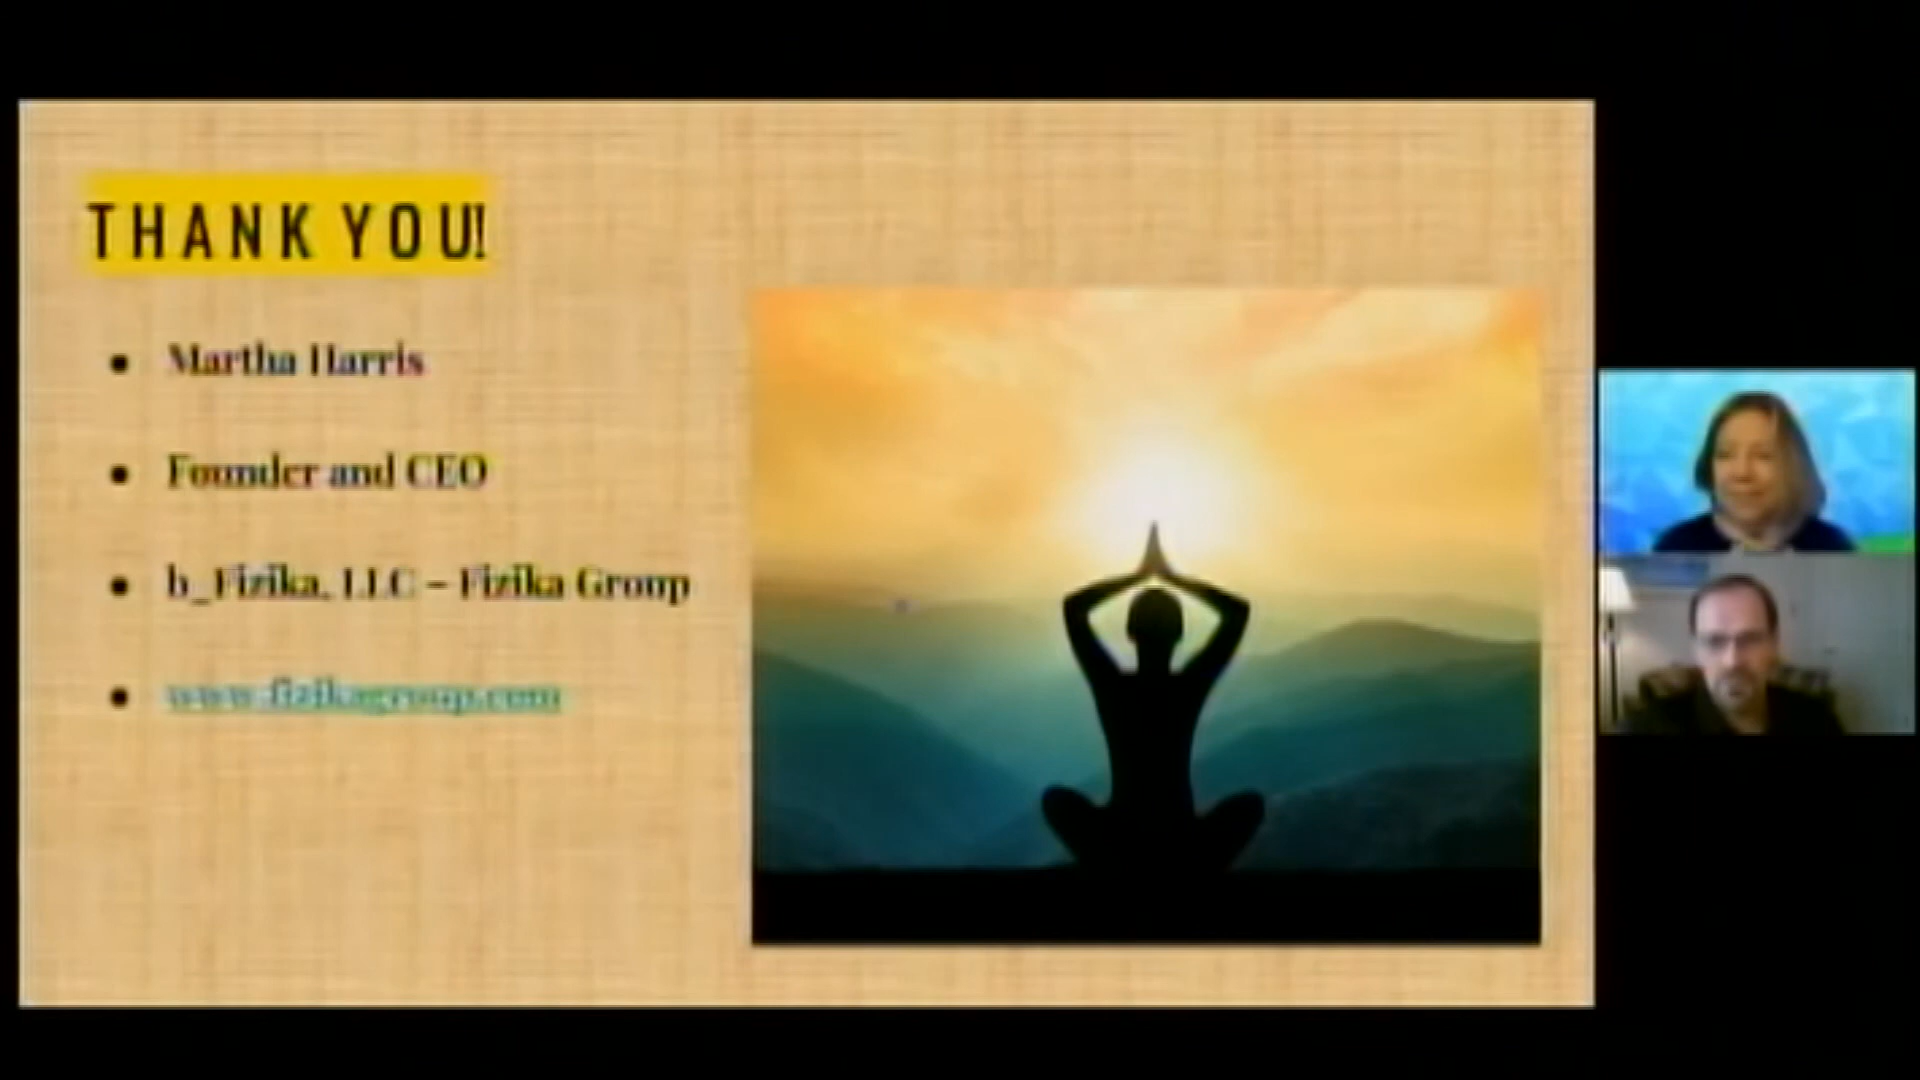 THANK YOU!
Martha Harris
Founder and CEO
b_Fizika, LLC – Fizika Group
www.fizikagroup.com